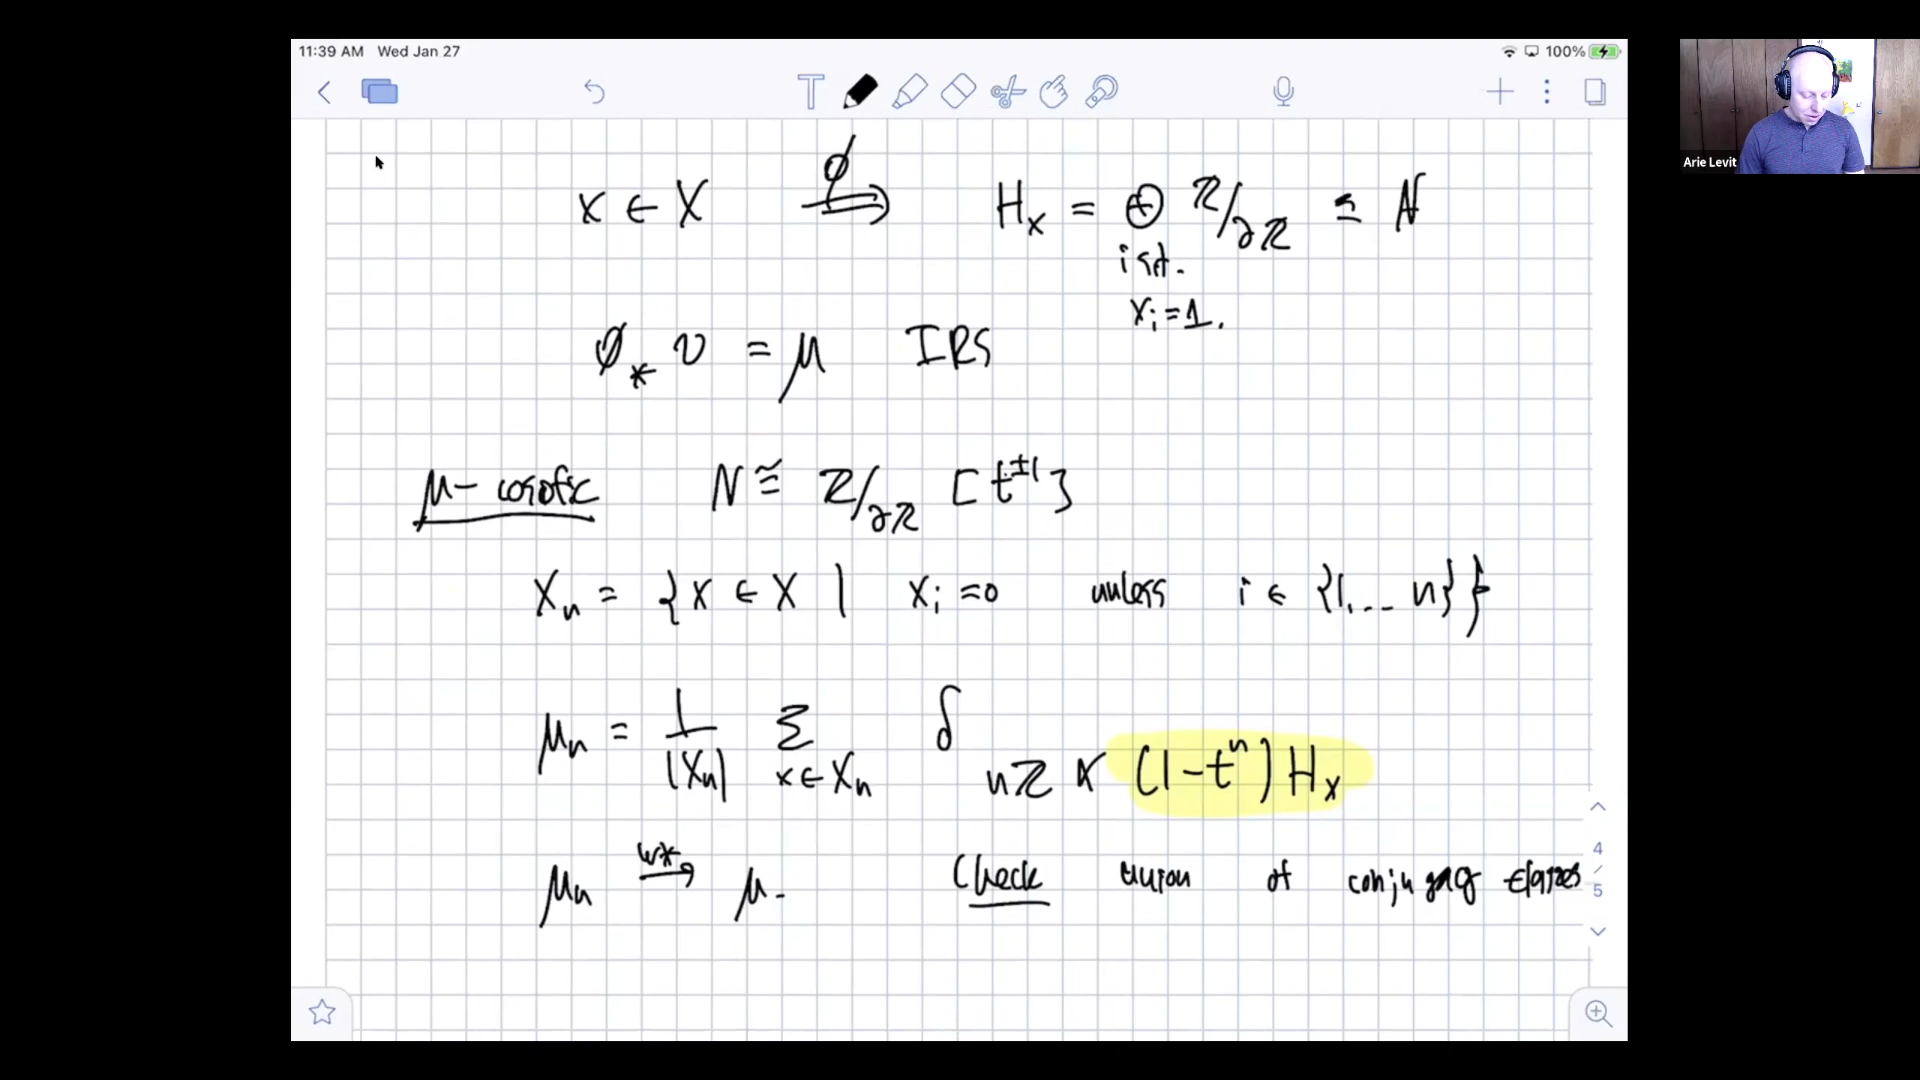 11:39 AM Wed Jan 27
100%
T
Arie Levit
x ∈ X ⟹ H_x = ⊕ ℤ/2ℤ ≤ N
ϕ
i s.t.
x_i = 1.
ϕ_* ν = μ IRS
μ - cosofic N ≅ ℤ/2ℤ [t^{±1}]
X_n = {x ∈ X | x_i = 0 unless i ∈ {1, ... n}}
μ_n = 1/|X_n| Σ_{x ∈ X_n} δ_{nℤ ⋉ (1-t^n) H_x}
μ_n →^{w*} μ. Check union of conjugacy classes
4/5